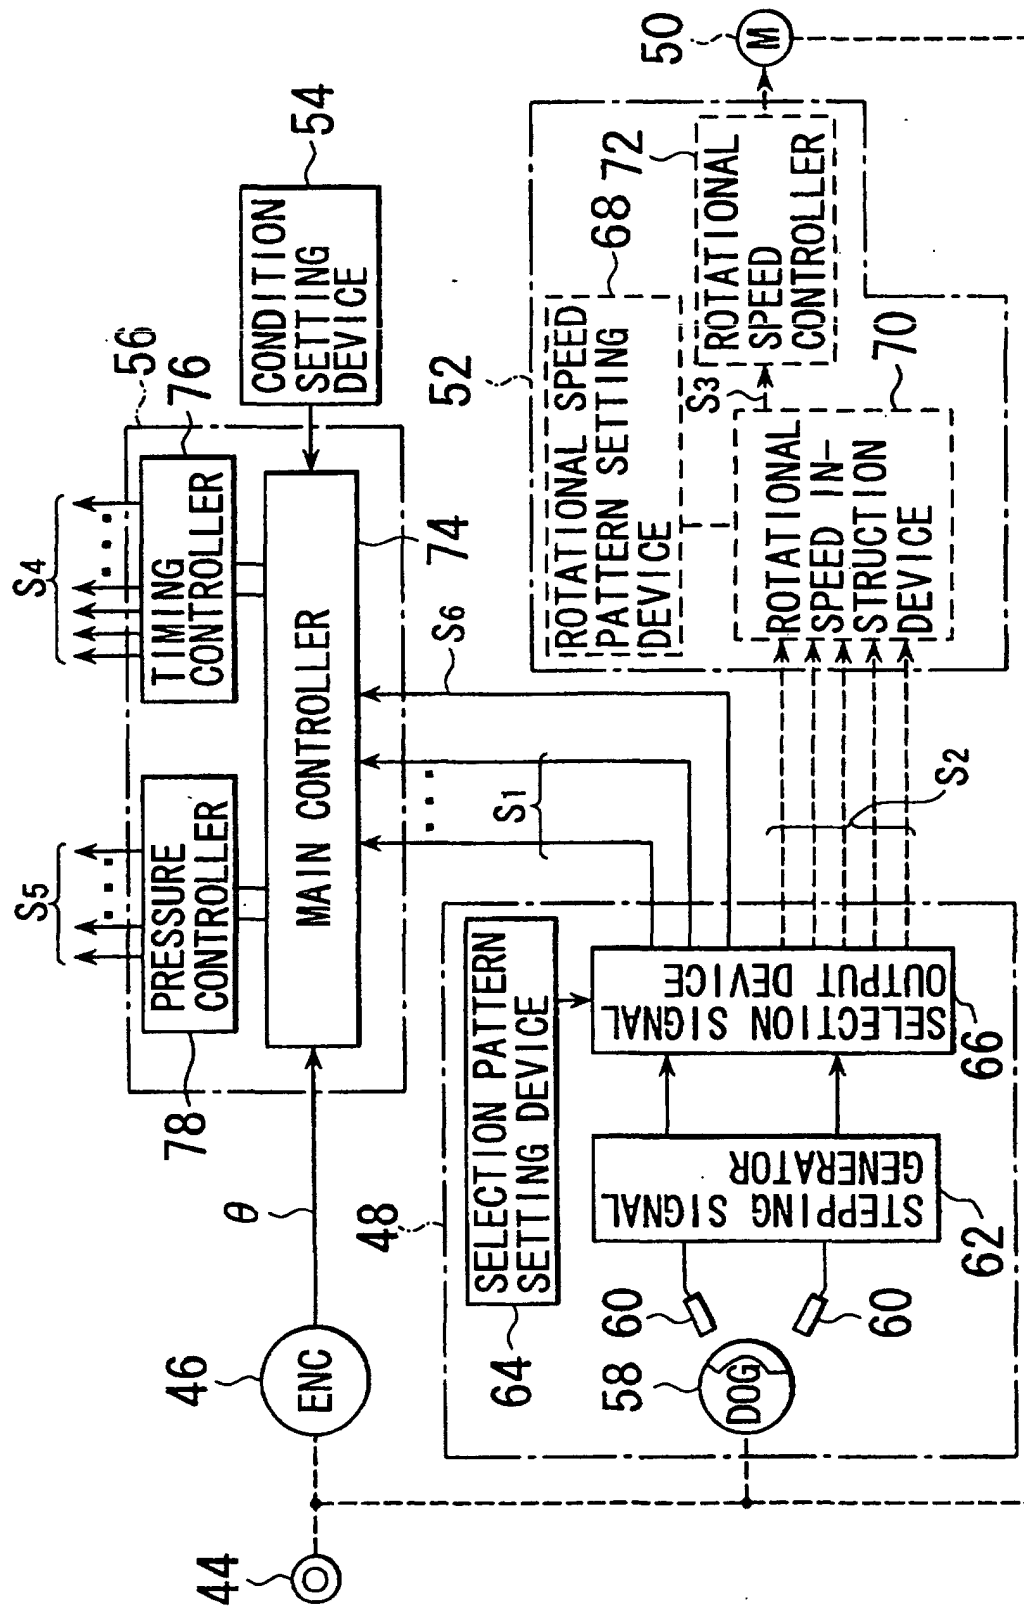 44
46
ENC
θ
78
S5
PRESSURE
CONTROLLER
S4
TIMING
CONTROLLER
76
56
MAIN CONTROLLER
74
CONDITION
SETTING
DEVICE
54
S1
S6
48
64
SELECTION PATTERN
SETTING DEVICE
58
DOG
60
60
STEPPING SIGNAL
GENERATOR
62
SELECTION SIGNAL
OUTPUT DEVICE
66
S2
52
ROTATIONAL SPEED
PATTERN SETTING
DEVICE
68
ROTATIONAL
SPEED IN-
STRUCTION
DEVICE
70
S3
ROTATIONAL
SPEED
CONTROLLER
72
50
M